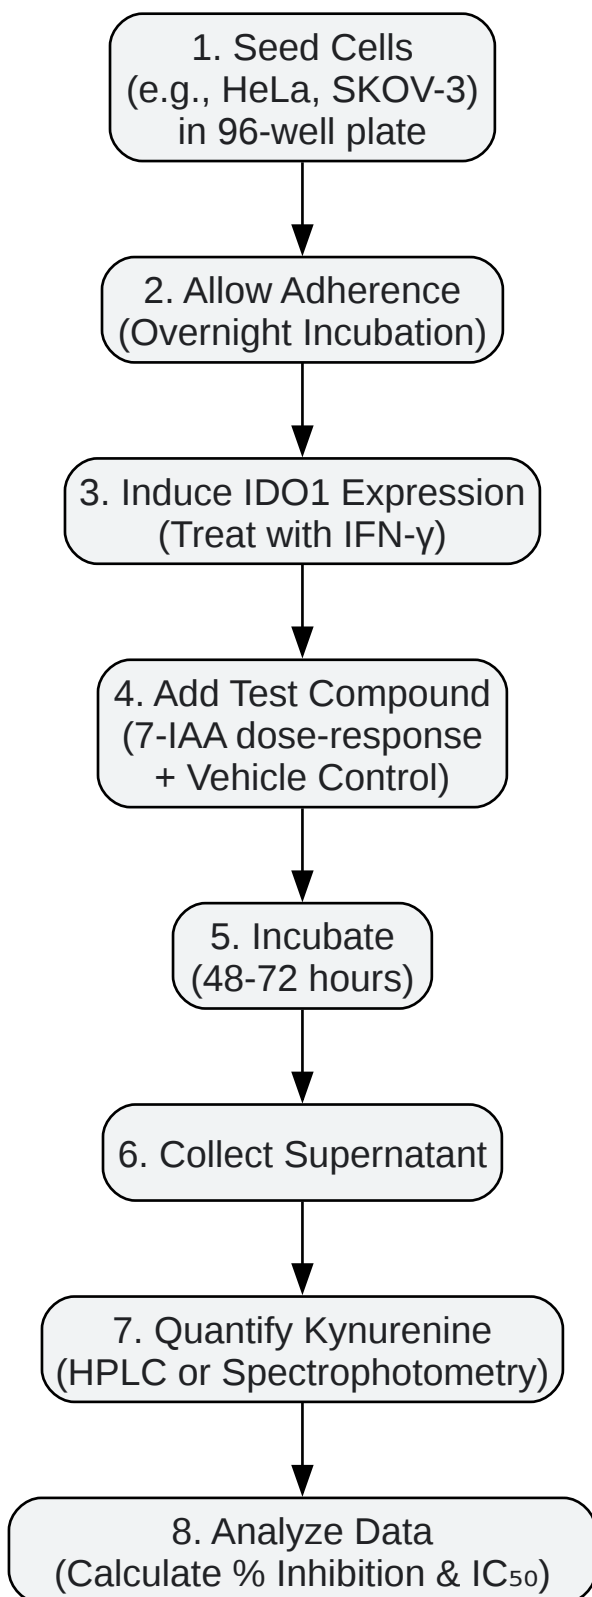 1. Seed Cells
(e.g., HeLa, SKOV-3)
in 96-well plate
2. Allow Adherence
(Overnight Incubation)
3. Induce IDO1 Expression
(Treat with IFN-γ)
4. Add Test Compound
(7-IAA dose-response
+ Vehicle Control)
5. Incubate
(48-72 hours)
6. Collect Supernatant
7. Quantify Kynurenine
(HPLC or Spectrophotometry)
8. Analyze Data
(Calculate % Inhibition & IC₅₀)